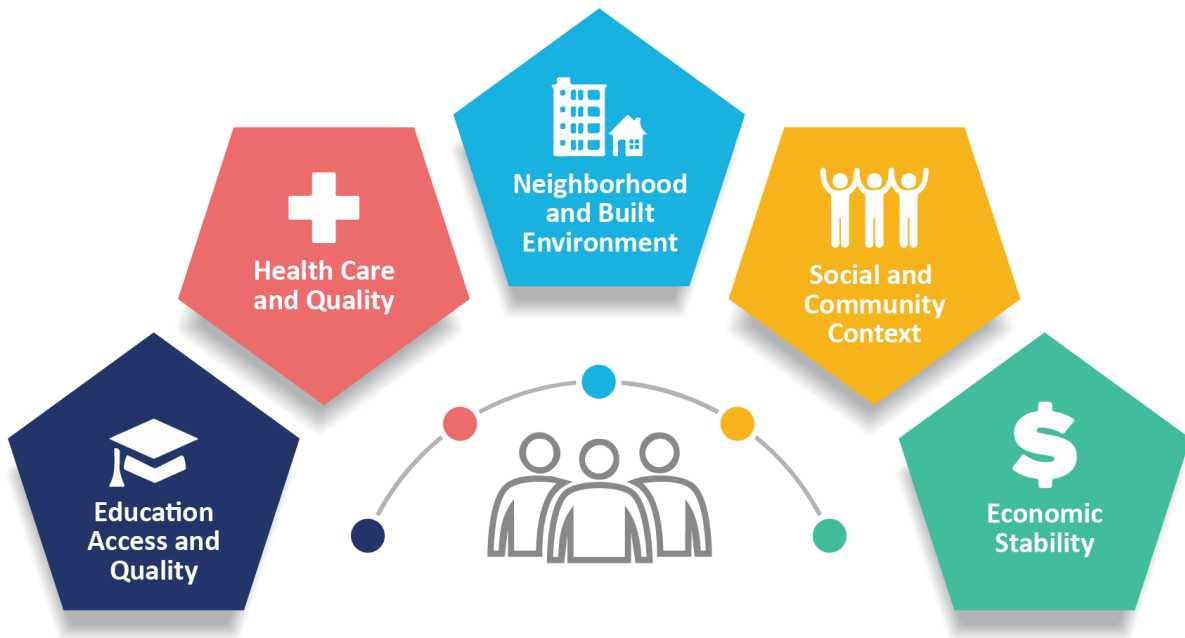 Education
Access and
Quality
Health Care
and Quality
Neighborhood
and Built
Environment
Social and
Community
Context
Economic
Stability